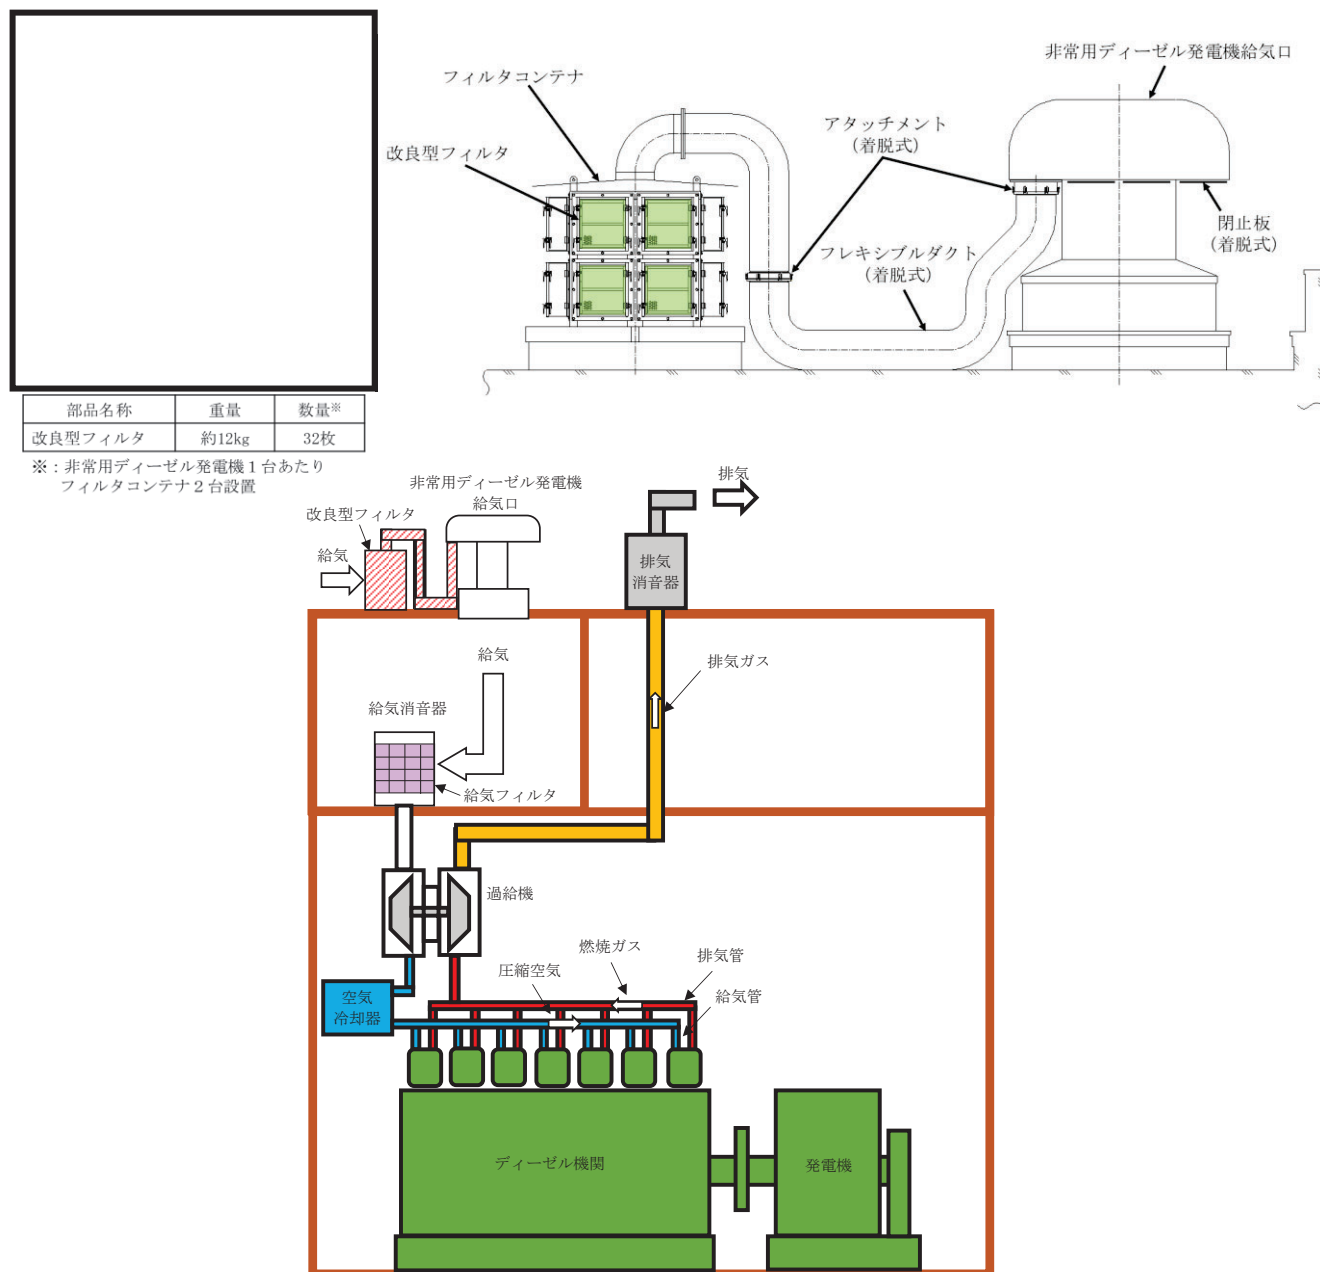 非常用ディーゼル発電機給気口
フィルタコンテナ
アタッチメント
(着脱式)
改良型フィルタ
閉止板
(着脱式)
フレキシブルダクト
(着脱式)
部品名称 重量 数量※
改良型フィルタ 約12kg 32枚
※：非常用ディーゼル発電機１台あたり
フィルタコンテナ２台設置
非常用ディーゼル発電機
給気口
排気
改良型フィルタ
給気
排気
消音器
給気
排気ガス
給気消音器
給気フィルタ
過給機
燃焼ガス
排気管
圧縮空気
給気管
空気
冷却器
ディーゼル機関
発電機